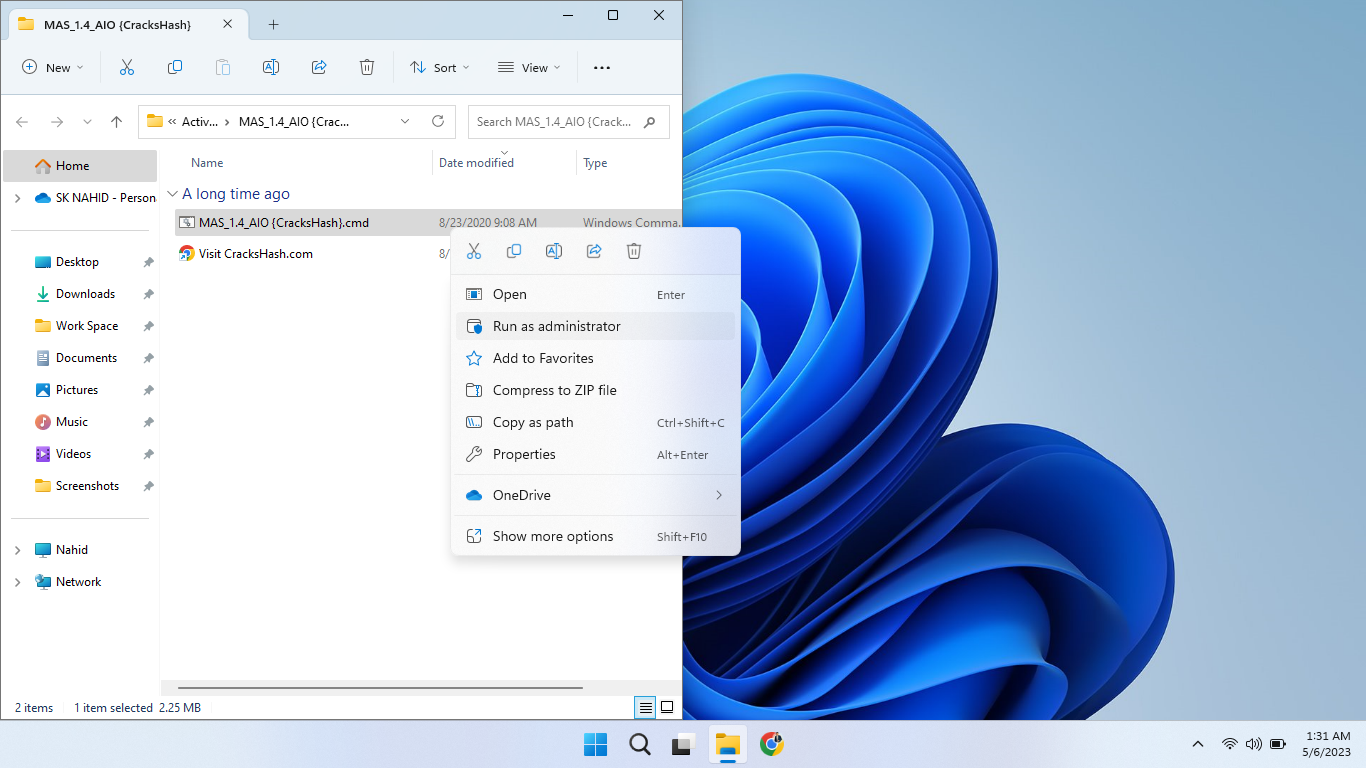 MAS_1.4_AIO {CracksHash}
New
Sort
View
Activ... MAS_1.4_AIO {Crac...
Search MAS_1.4_AIO {Crack...
Name Date modified Type
Home
SK NAHID - Persona
Desktop
Downloads
Work Space
Documents
Pictures
Music
Videos
Screenshots
Nahid
Network
A long time ago
MAS_1.4_AIO {CracksHash}.cmd 8/23/2020 9:08 AM Windows Comma...
Visit CracksHash.com 8/
Open Enter
Run as administrator
Add to Favorites
Compress to ZIP file
Copy as path Ctrl+Shift+C
Properties Alt+Enter
OneDrive
Show more options Shift+F10
2 items 1 item selected 2.25 MB
1:31 AM
5/6/2023